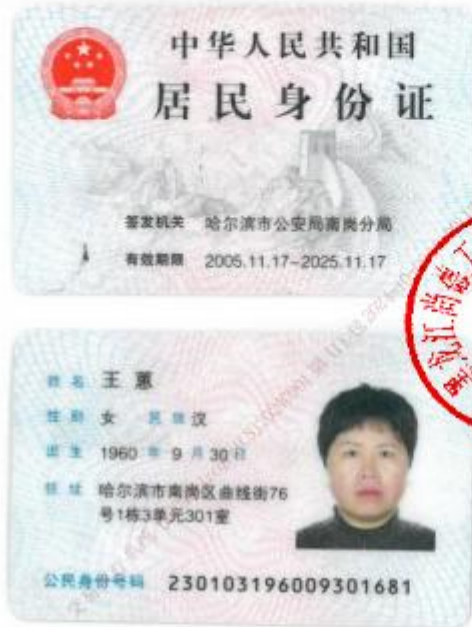 中华人民共和国
居民身份证
签发机关 哈尔滨市公安局南岗分局
有效期限 2005.11.17-2025.11.17
姓名 王蕙
性别 女 民族 汉
出生 1960 年 9 月 30 日
住址 哈尔滨市南岗区曲线街76
号1栋3单元301室
公民身份号码 230103196009301681